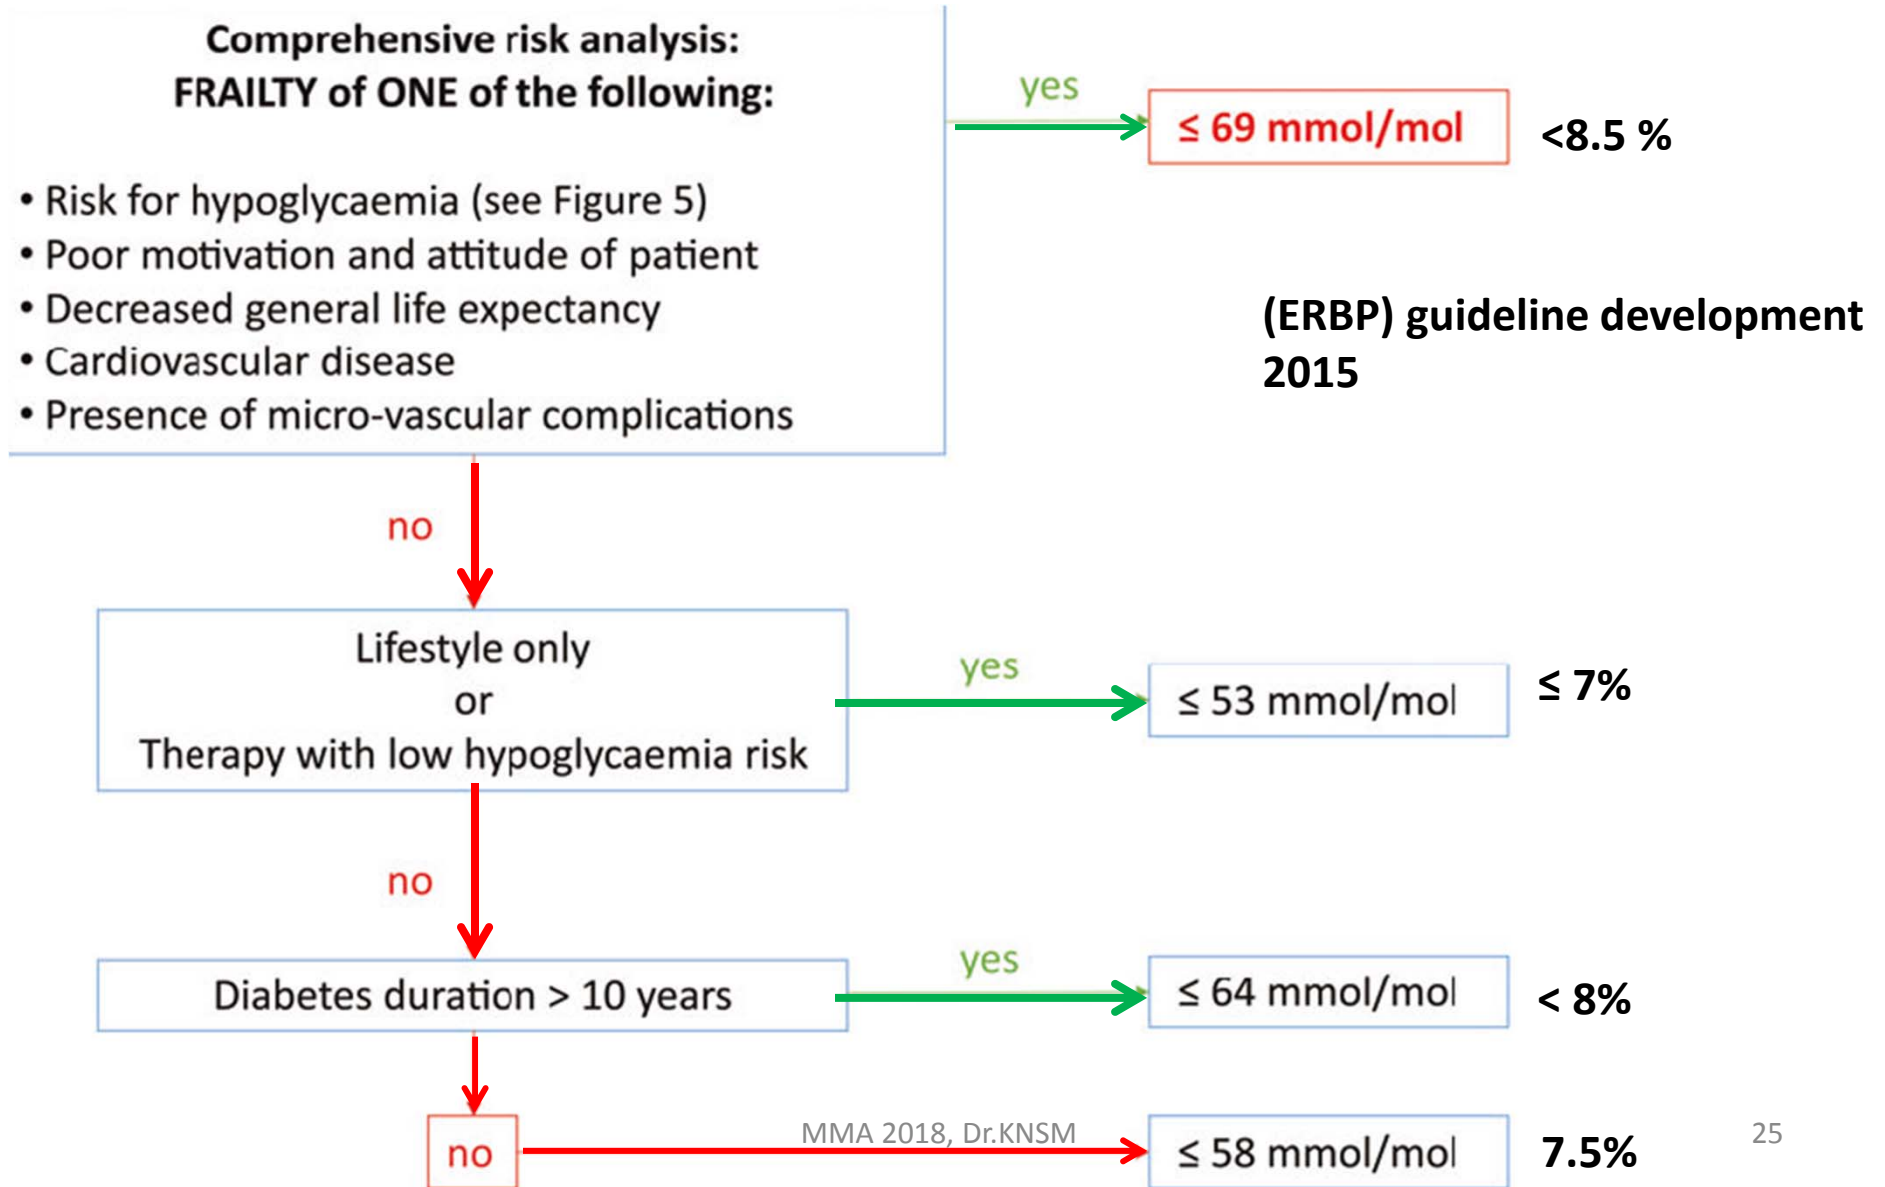 Comprehensive risk analysis:
FRAILTY of ONE of the following:
• Risk for hypoglycaemia (see Figure 5)
• Poor motivation and attitude of patient
• Decreased general life expectancy
• Cardiovascular disease
• Presence of micro-vascular complications
yes
≤ 69 mmol/mol
<8.5 %
(ERBP) guideline development
2015
no
Lifestyle only
or
Therapy with low hypoglycaemia risk
yes
≤ 53 mmol/mol
≤ 7%
no
Diabetes duration > 10 years
yes
≤ 64 mmol/mol
< 8%
no
MMA 2018, Dr.KNSM
≤ 58 mmol/mol
7.5%
25